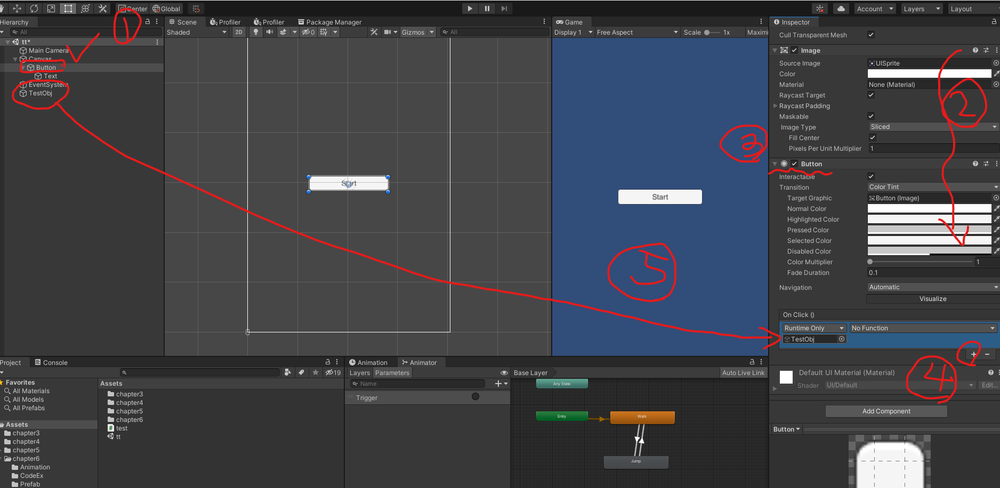 Center
Global
Account
Layers
Layout
Hierarchy
All
tt*
Main Camera
Canvas
Button
Text
EventSystem
TestObj
1
Scene
Profiler
Profiler
Package Manager
Shaded
2D
0
Gizmos
All
Start
Game
Display 1
Free Aspect
Scale
1x
Maximi
Start
3
5
Inspector
Cull Transparent Mesh
Image
Source Image
UISprite
Color
Material
None (Material)
Raycast Target
Raycast Padding
Maskable
Image Type
Sliced
Fill Center
Pixels Per Unit Multiplier
1
2
Button
Interactable
Transition
Color Tint
Target Graphic
Button (Image)
Normal Color
Highlighted Color
Pressed Color
Selected Color
Disabled Color
Color Multiplier
1
Fade Duration
0.1
Navigation
Automatic
Visualize
On Click ()
Runtime Only
No Function
TestObj
+ −
4
Default UI Material (Material)
Shader
UI/Default
Edit...
Add Component
Button
Project
Console
19
Favorites
All Materials
All Models
All Prefabs
Assets
chapter3
chapter4
chapter5
chapter6
Animation
CodeEx
Prefab
Assets
chapter3
chapter4
chapter5
chapter6
test
tt
Animation
Animator
Layers
Parameters
Base Layer
Auto Live Link
Name
Trigger
Any State
Entry
Walk
Jump